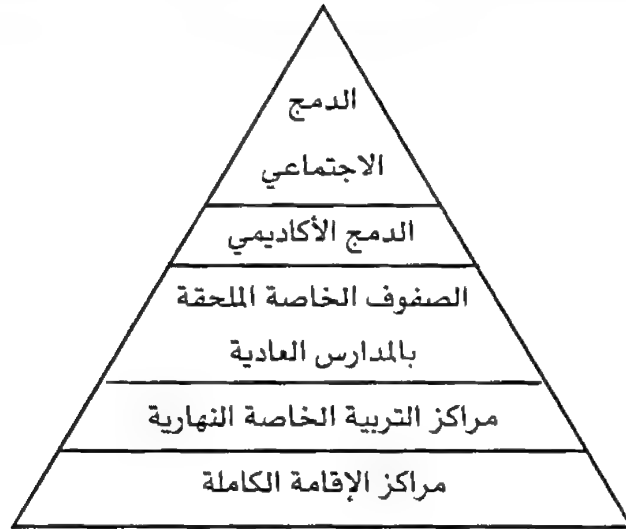 الدمج
الاجتماعي
الدمج الأكاديمي
الصفوف الخاصة الملحقة
بالمدارس العادية
مراكز التربية الخاصة النهارية
مراكز الإقامة الكاملة